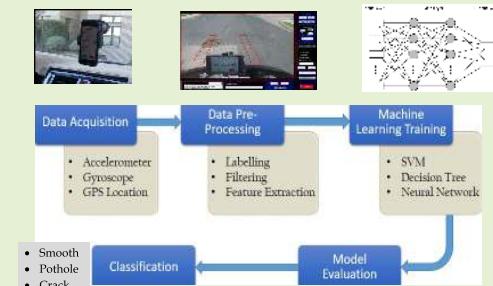 Data Acquisition
Data Pre-
Processing
Machine
Learning Training
• Accelerometer
• Gyroscope
• GPS Location
• Labelling
• Filtering
• Feature Extraction
• SVM
• Decision Tree
• Neural Network
Model
Evaluation
Classification
• Smooth
• Pothole
• Crack